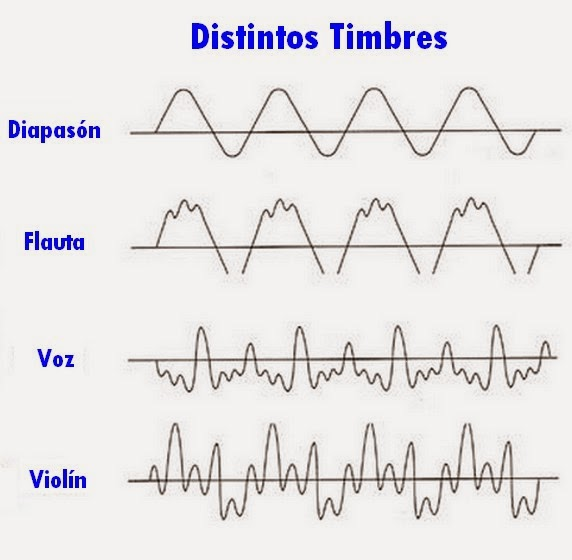 Distintos Timbres
Diapasón
Flauta
Voz
Violín